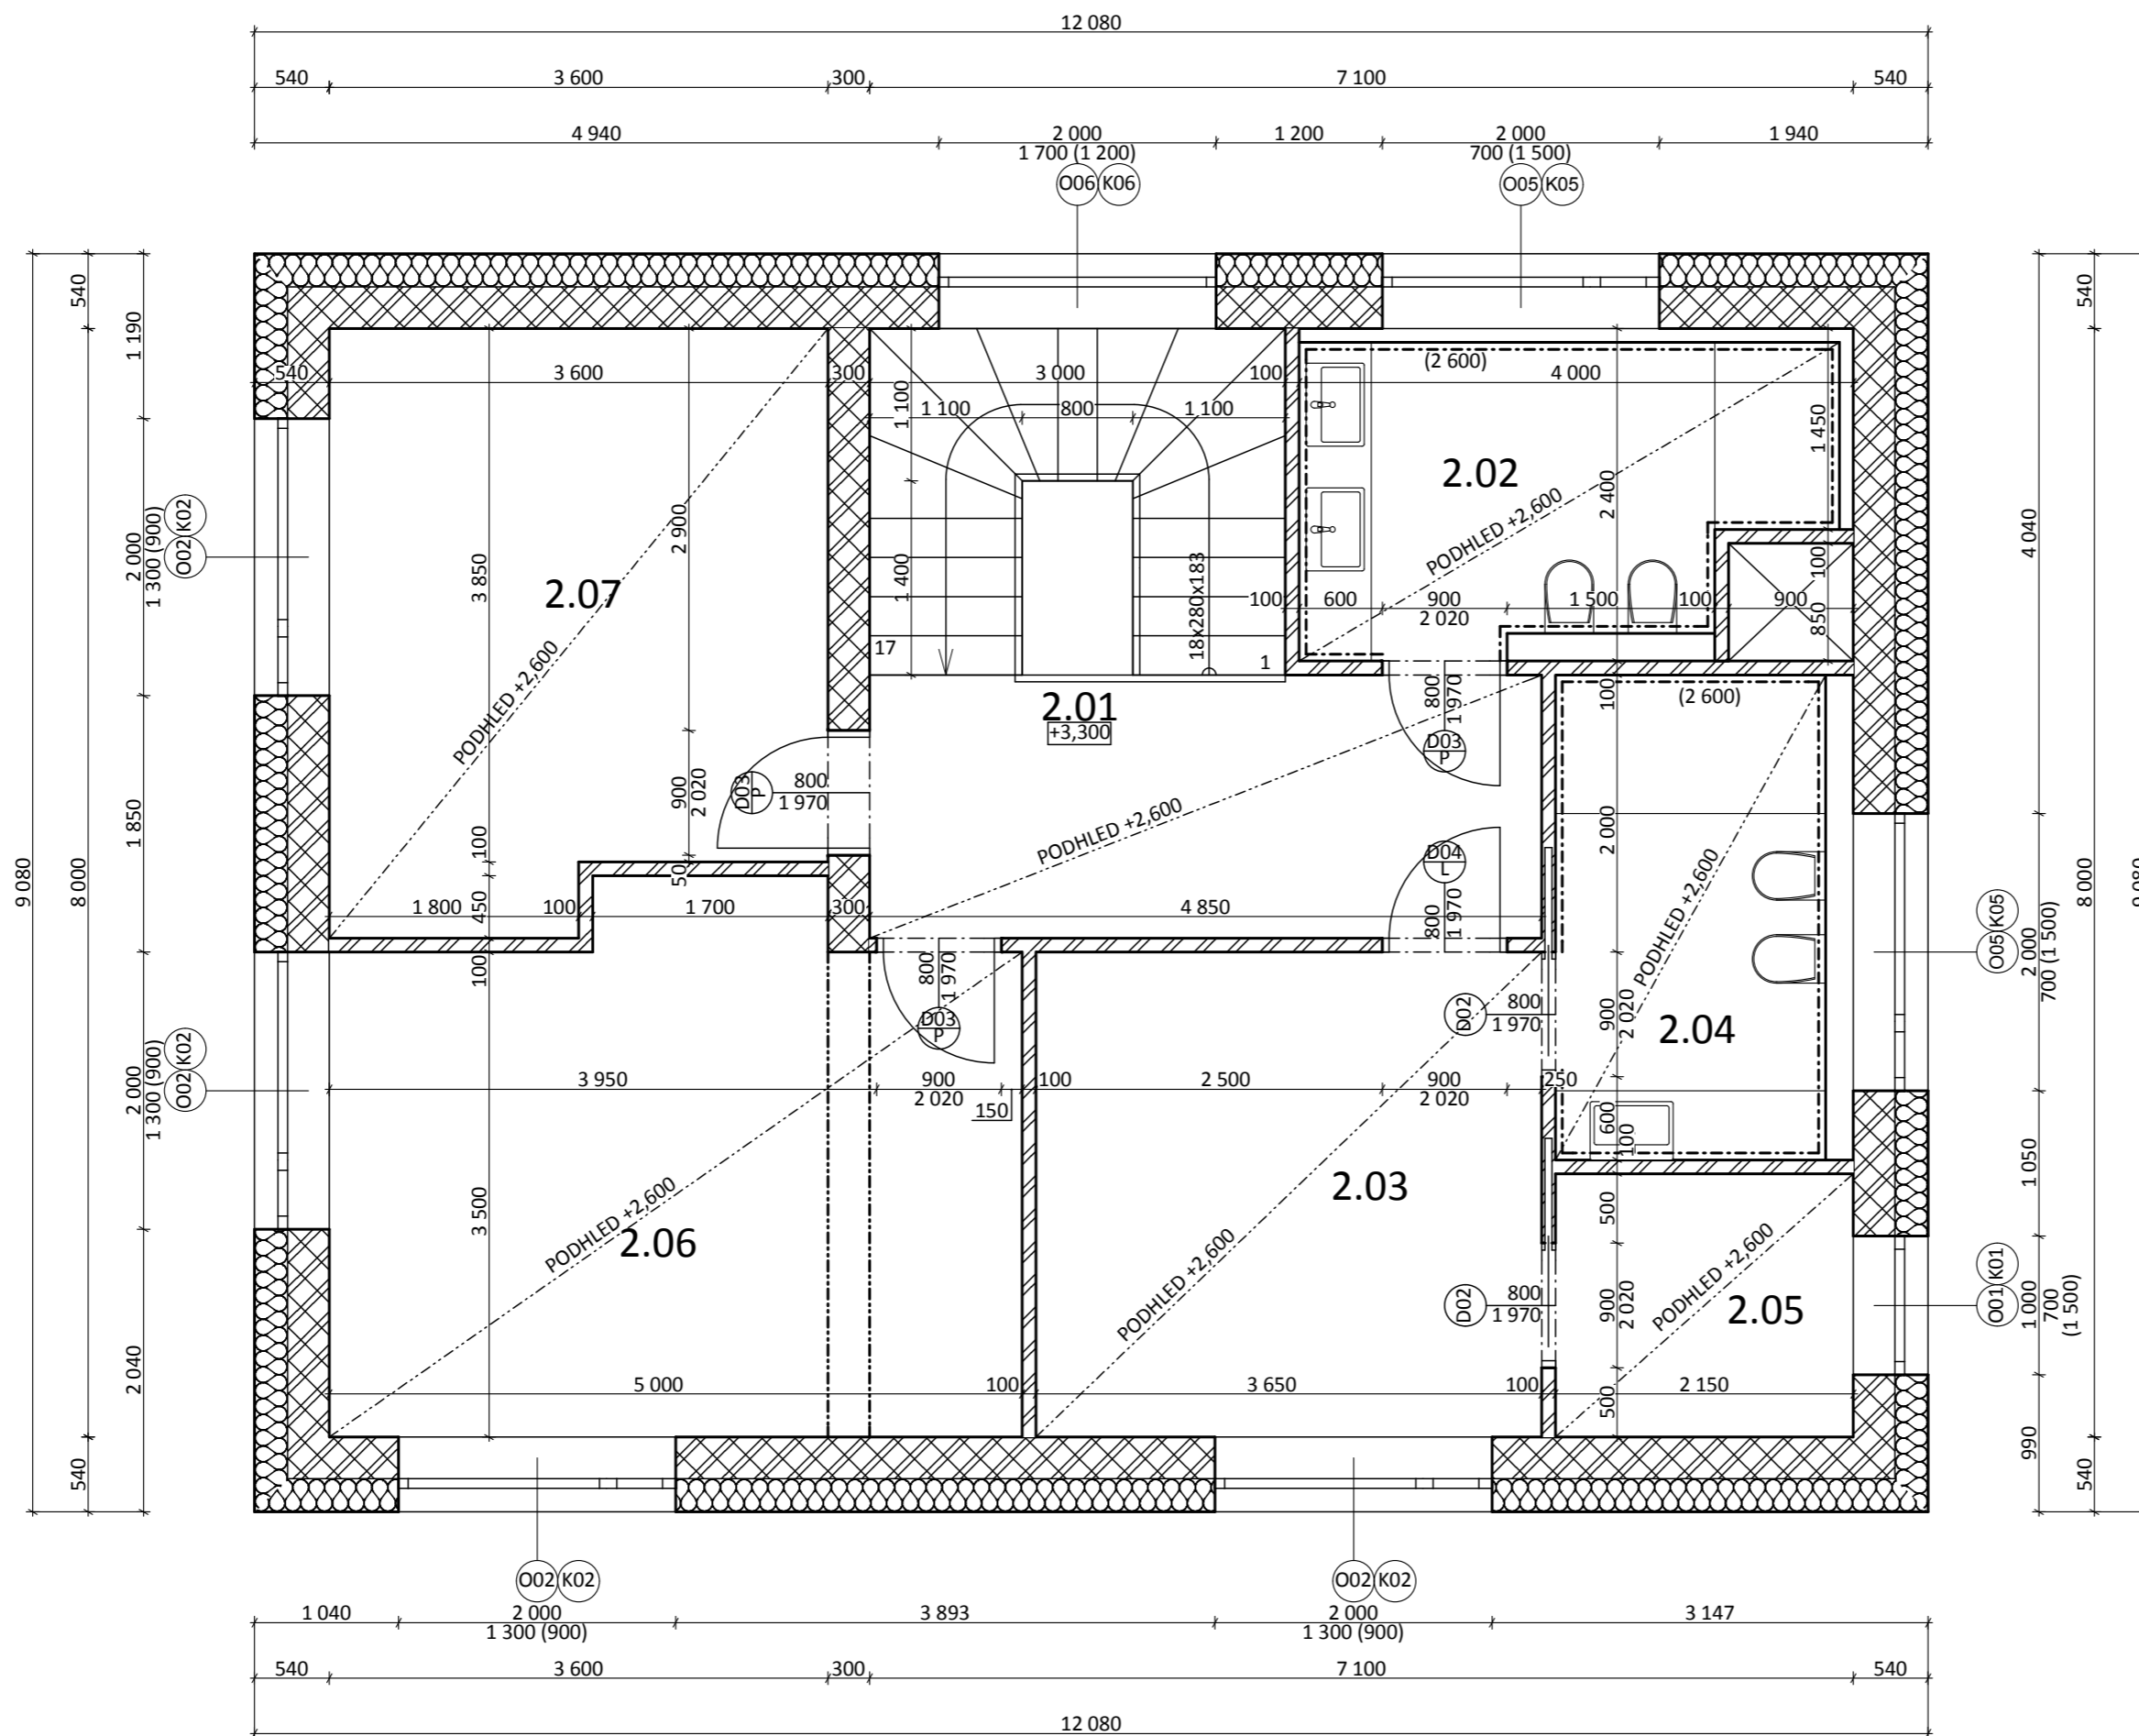 12 080
540 3 600 300 7 100 540
4 940 2 000 1 200 2 000 1 940
1 700 (1 200) 700 (1 500)
O06 K06 O05 K05
9 080
8 000
540
540
1 190
2 000
1 300 (900)
O02 K02
1 850
2 000
1 300 (900)
O02 K02
2 040
540 3 600 300 3 000 100 4 000
(2 600)
1 100
1 100 800 1 100
1 450
2 400
2.02
PODHLED +2,600
2 900
3 850
2.07
PODHLED +2,600
1 400
18x280x183
100 600 900 1 500 100 900
2 020
100
850
17
1
2.01
+3,300
800
1 970
D03
P
100
(2 600)
D03
P
800
1 970
900
2 020
100
50
PODHLED +2,600
D04
L
800
1 970
2 000
PODHLED +2,600
1 800 100 1 700 300 4 850
450
100
800
1 970
D03
P
D02
800
1 970
900
2 020
2.04
3 950 900 100 2 500 900 250
2 020 2 020
150
600
100
3 500
PODHLED +2,600
2.06
2.03
PODHLED +2,600
500
PODHLED +2,600
2.05
D02
800
1 970
900
2 020
5 000 100 3 650 100 2 150
500
540
4 040
O05 K05
2 000
700 (1 500)
1 050
O01 K01
1 000
700
(1 500)
990
8 000
540
9 080
O02 K02 O02 K02
1 040 2 000 3 893 2 000 3 147
1 300 (900) 1 300 (900)
540 3 600 300 7 100 540
12 080